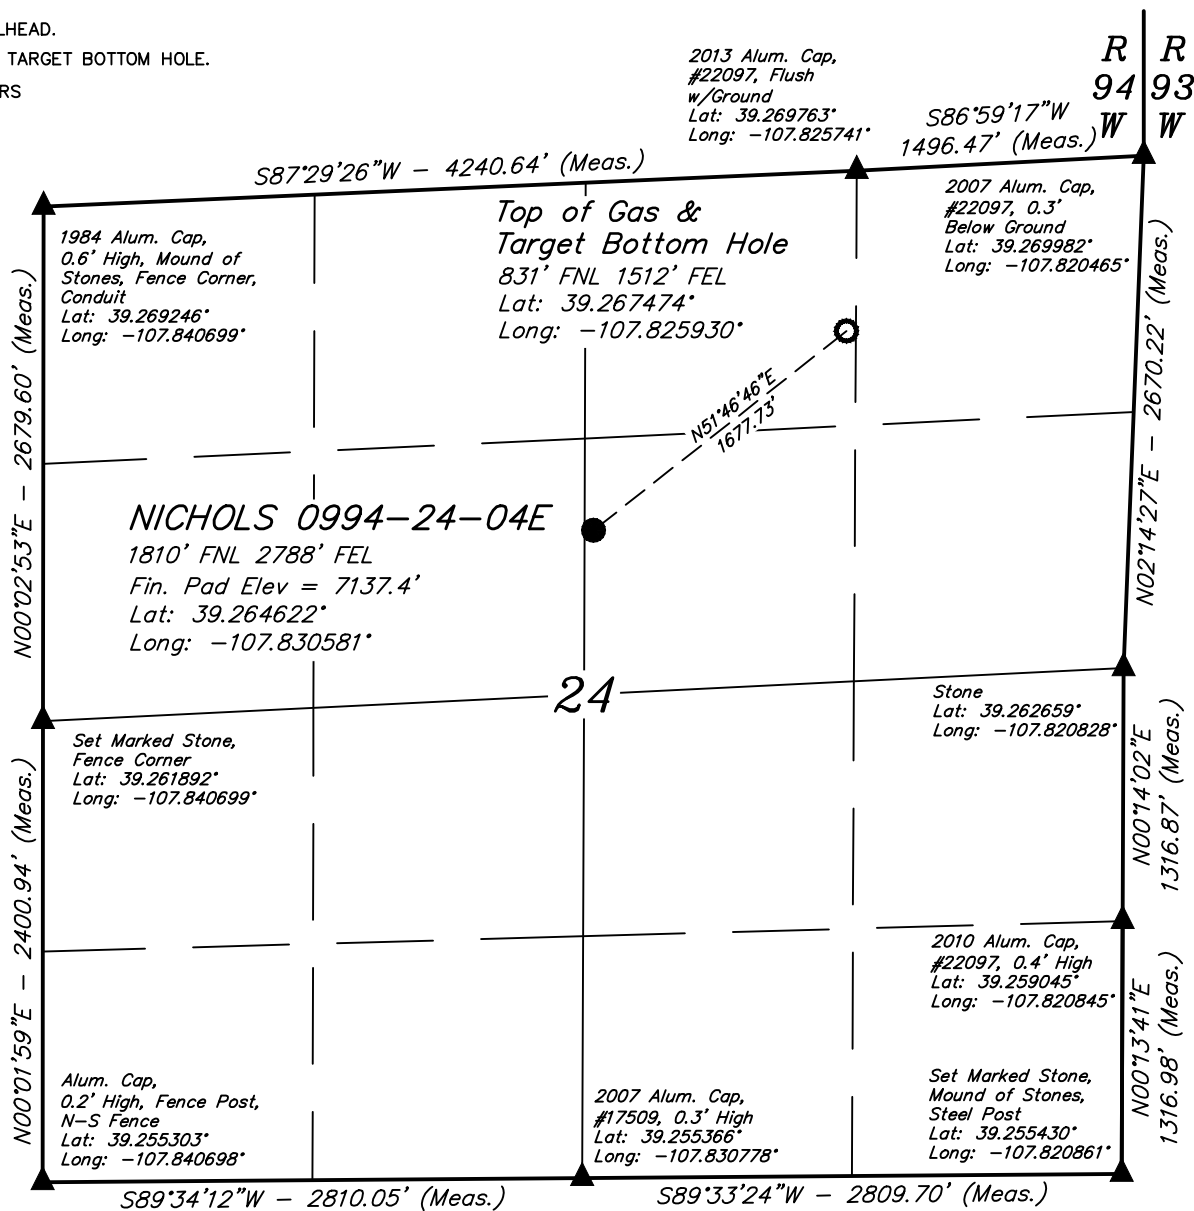 LHEAD.
TARGET BOTTOM HOLE.
RS
2013 Alum. Cap,
#22097, Flush
w/Ground
Lat: 39.269763°
Long: -107.825741°
R R
94 93
W W
S86°59'17"W
1496.47' (Meas.)
S87°29'26"W - 4240.64' (Meas.)
2007 Alum. Cap,
#22097, 0.3'
Below Ground
Lat: 39.269982°
Long: -107.820465°
1984 Alum. Cap,
0.6' High, Mound of
Stones, Fence Corner,
Conduit
Lat: 39.269246°
Long: -107.840699°
Top of Gas &
Target Bottom Hole
831' FNL 1512' FEL
Lat: 39.267474°
Long: -107.825930°
N00°02'53"E - 2679.60' (Meas.)
N02°14'27"E - 2670.22' (Meas.)
N51°46'46"E
1677.73'
NICHOLS 0994-24-04E
1810' FNL 2788' FEL
Fin. Pad Elev = 7137.4'
Lat: 39.264622°
Long: -107.830581°
24
Stone
Lat: 39.262659°
Long: -107.820828°
Set Marked Stone,
Fence Corner
Lat: 39.261892°
Long: -107.840699°
N00°14'02"E
1316.87' (Meas.)
N00°01'59"E - 2400.94' (Meas.)
2010 Alum. Cap,
#22097, 0.4' High
Lat: 39.259045°
Long: -107.820845°
N00°13'41"E
1316.98' (Meas.)
Alum. Cap,
0.2' High, Fence Post,
N-S Fence
Lat: 39.255303°
Long: -107.840698°
2007 Alum. Cap,
#17509, 0.3' High
Lat: 39.255366°
Long: -107.830778°
Set Marked Stone,
Mound of Stones,
Steel Post
Lat: 39.255430°
Long: -107.820861°
S89°34'12"W - 2810.05' (Meas.)
S89°33'24"W - 2809.70' (Meas.)